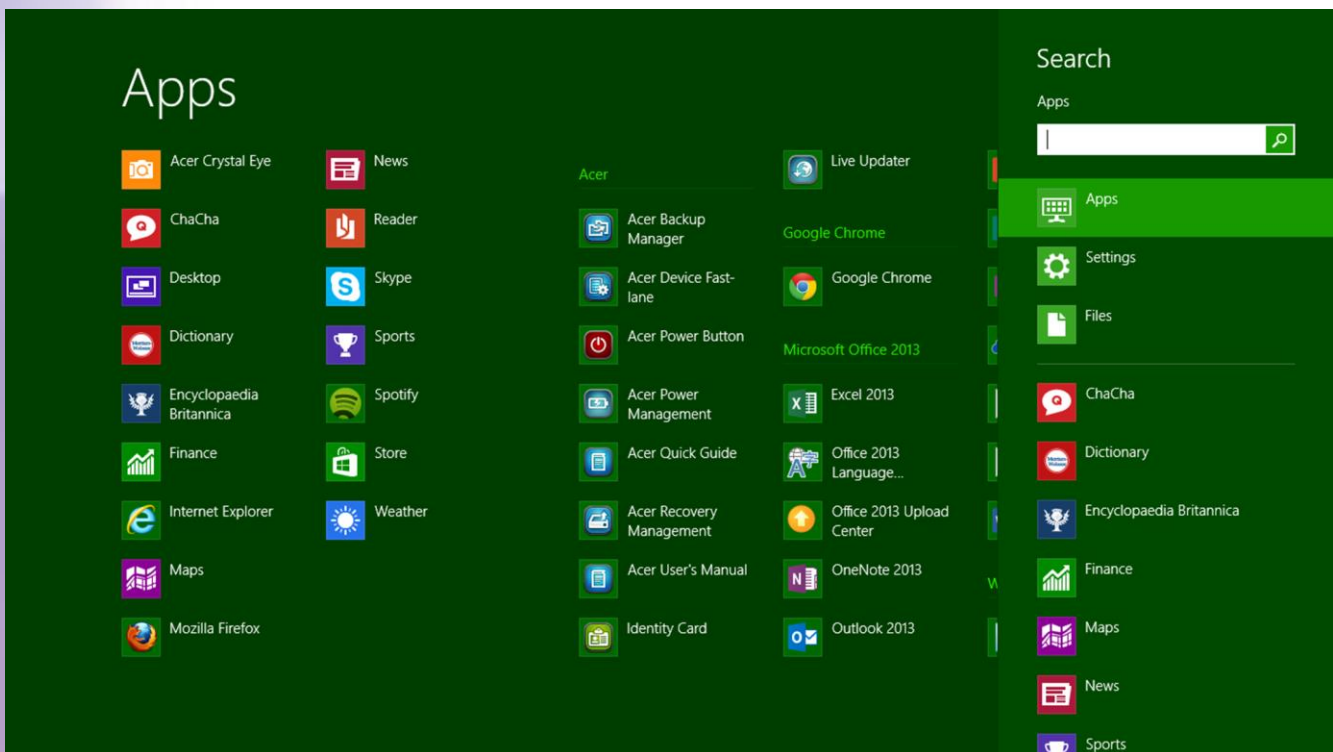 Apps
Acer Crystal Eye
ChaCha
Desktop
Dictionary
Encyclopaedia
Britannica
Finance
Internet Explorer
Maps
Mozilla Firefox
News
Reader
Skype
Sports
Spotify
Store
Weather
Acer
Acer Backup
Manager
Acer Device Fast-
lane
Acer Power Button
Acer Power
Management
Acer Quick Guide
Acer Recovery
Management
Acer User's Manual
Identity Card
Live Updater
Google Chrome
Google Chrome
Microsoft Office 2013
Excel 2013
Office 2013
Language...
Office 2013 Upload
Center
OneNote 2013
Outlook 2013
Search
Apps
Apps
Settings
Files
ChaCha
Dictionary
Encyclopaedia Britannica
Finance
Maps
News
Sports